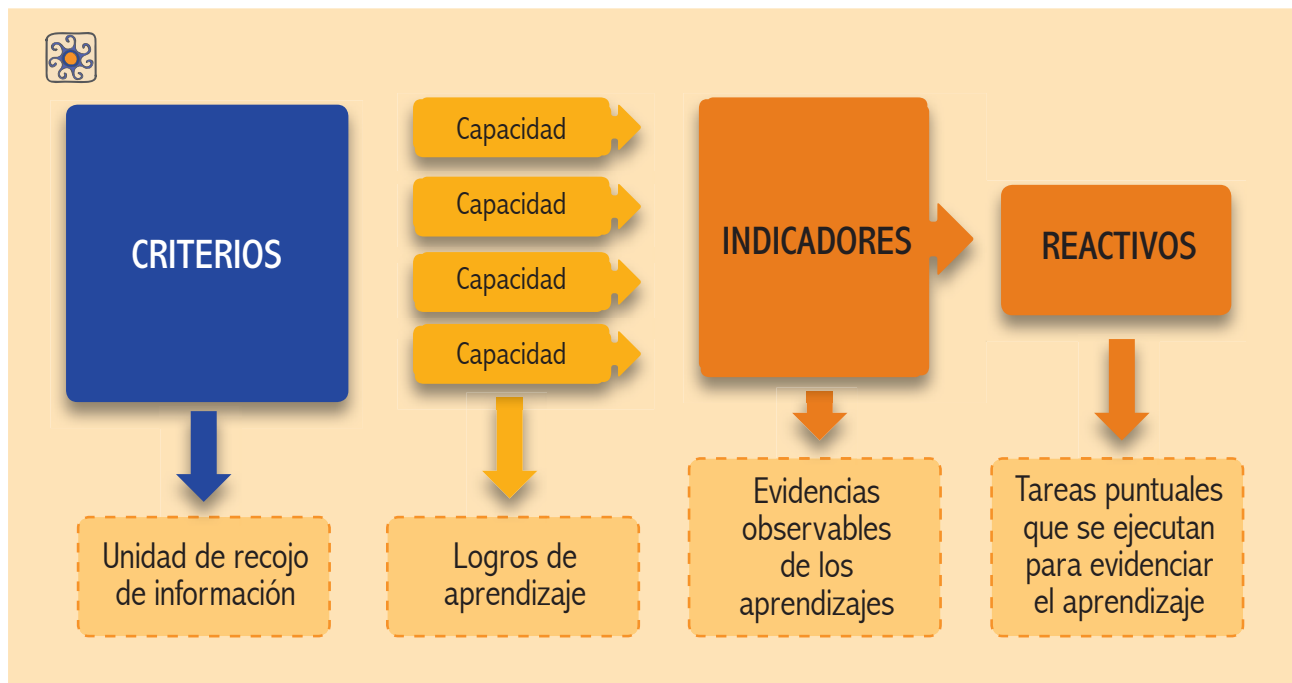 CRITERIOS
Capacidad
Capacidad
Capacidad
Capacidad
INDICADORES
REACTIVOS
Unidad de recojo
de información
Logros de
aprendizaje
Evidencias
observables
de los
aprendizajes
Tareas puntuales
que se ejecutan
para evidenciar
el aprendizaje